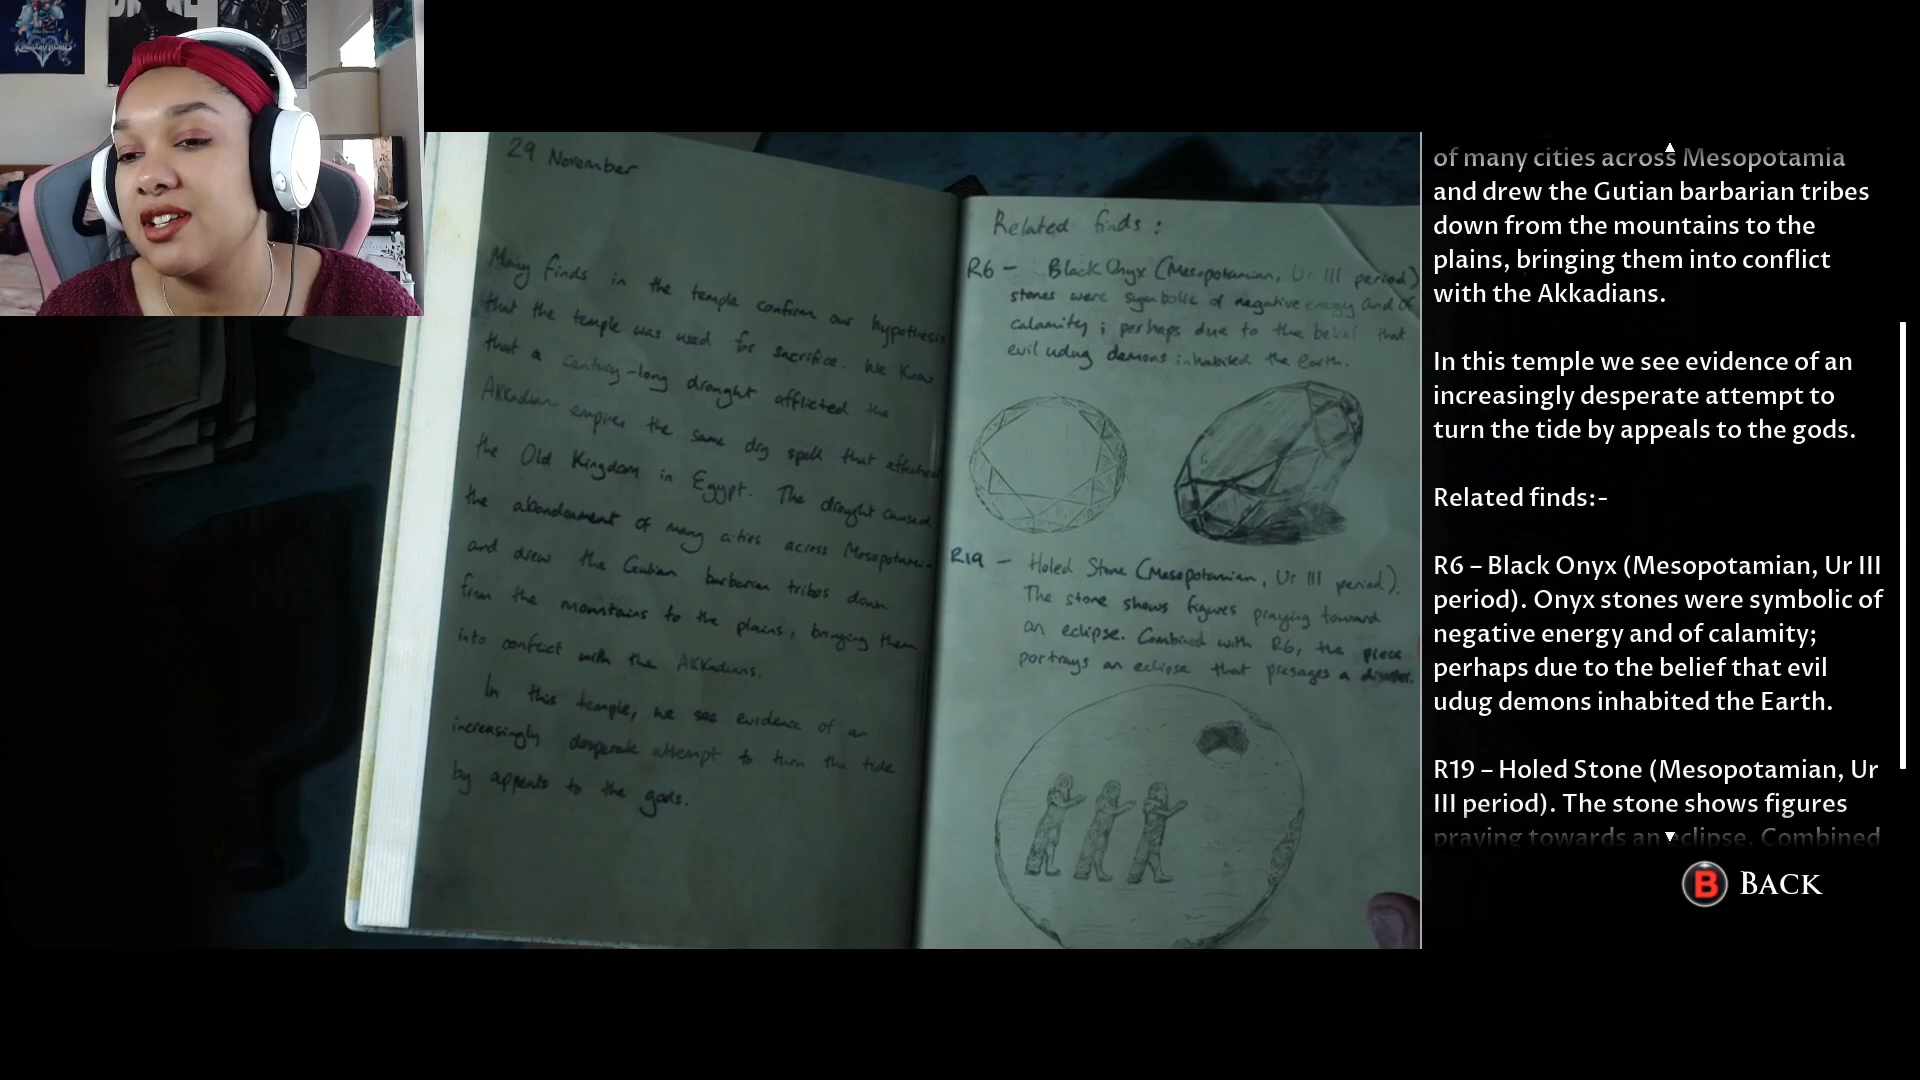 KINGDOM HEARTS
29 November
Many finds in the temple confirm our hypothesis
that the temple was used for sacrifice. We know
that a century-long drought afflicted the
Akkadian empire, the same dry spell that affected
the Old Kingdom in Egypt. The drought caused
the abandonment of many cities across Mesopotamia
and drew the Gutian barbarian tribes down
from the mountains to the plains, bringing them
into conflict with the Akkadians.
In this temple, we see evidence of an
increasingly desperate attempt to turn the tide
by appeals to the gods.
Related finds:
R6 - Black Onyx (Mesopotamian, Ur III period)
stones were symbolic of negative energy and of
calamity; perhaps due to the belief that
evil udug demons inhabited the Earth.
R19 - Holed Stone (Mesopotamian, Ur III period).
The stone shows figures praying toward
an eclipse. Combined with R6, the piece
portrays an eclipse that presages a disaster.
of many cities across Mesopotamia
and drew the Gutian barbarian tribes
down from the mountains to the
plains, bringing them into conflict
with the Akkadians.
In this temple we see evidence of an
increasingly desperate attempt to
turn the tide by appeals to the gods.
Related finds:-
R6 – Black Onyx (Mesopotamian, Ur III
period). Onyx stones were symbolic of
negative energy and of calamity;
perhaps due to the belief that evil
udug demons inhabited the Earth.
R19 – Holed Stone (Mesopotamian, Ur
III period). The stone shows figures
praying towards an eclipse. Combined
B BACK